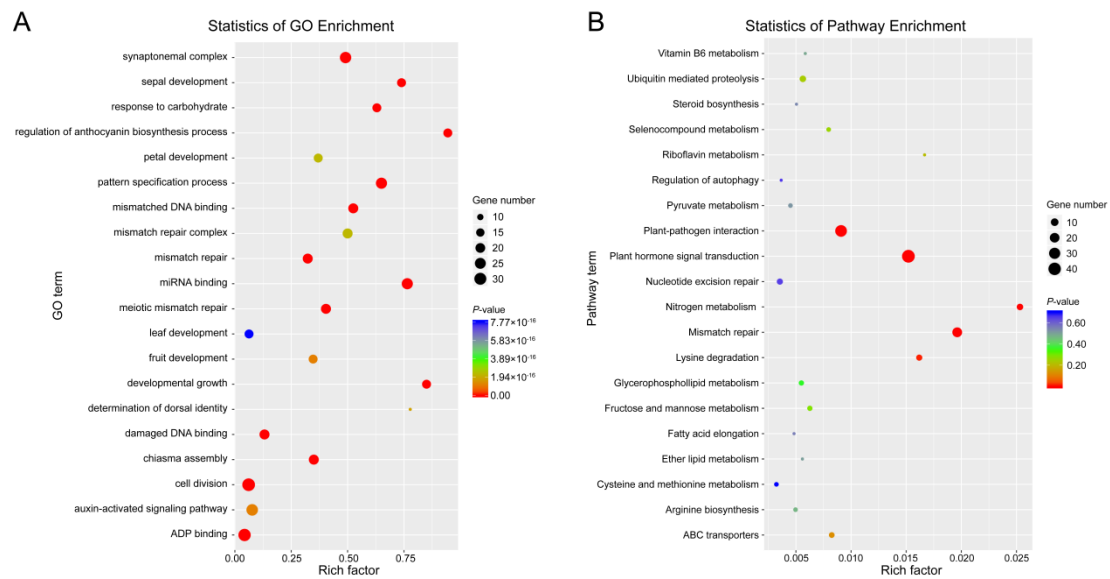 A
Statistics of GO Enrichment
GO term
synaptonemal complex
sepal development
response to carbohydrate
regulation of anthocyanin biosynthesis process
petal development
pattern specification process
mismatched DNA binding
mismatch repair complex
mismatch repair
miRNA binding
meiotic mismatch repair
leaf development
fruit development
developmental growth
determination of dorsal identity
damaged DNA binding
chiasma assembly
cell division
auxin-activated signaling pathway
ADP binding
0.00 0.25 0.50 0.75
Rich factor
Gene number
10
15
20
25
30
P-value
7.77×10⁻¹⁶
5.83×10⁻¹⁶
3.89×10⁻¹⁶
1.94×10⁻¹⁶
0.00
B
Statistics of Pathway Enrichment
Pathway term
Vitamin B6 metabolism
Ubiquitin mediated proteolysis
Steroid bosynthesis
Selenocompound metabolism
Riboflavin metabolism
Regulation of autophagy
Pyruvate metabolism
Plant-pathogen interaction
Plant hormone signal transduction
Nucleotide excision repair
Nitrogen metabolism
Mismatch repair
Lysine degradation
Glycerophosphollipid metabolism
Fructose and mannose metabolism
Fatty acid elongation
Ether lipid metabolism
Cysteine and methionine metabolism
Arginine biosynthesis
ABC transporters
0.005 0.010 0.015 0.020 0.025
Rich factor
Gene number
10
20
30
40
P-value
0.60
0.40
0.20